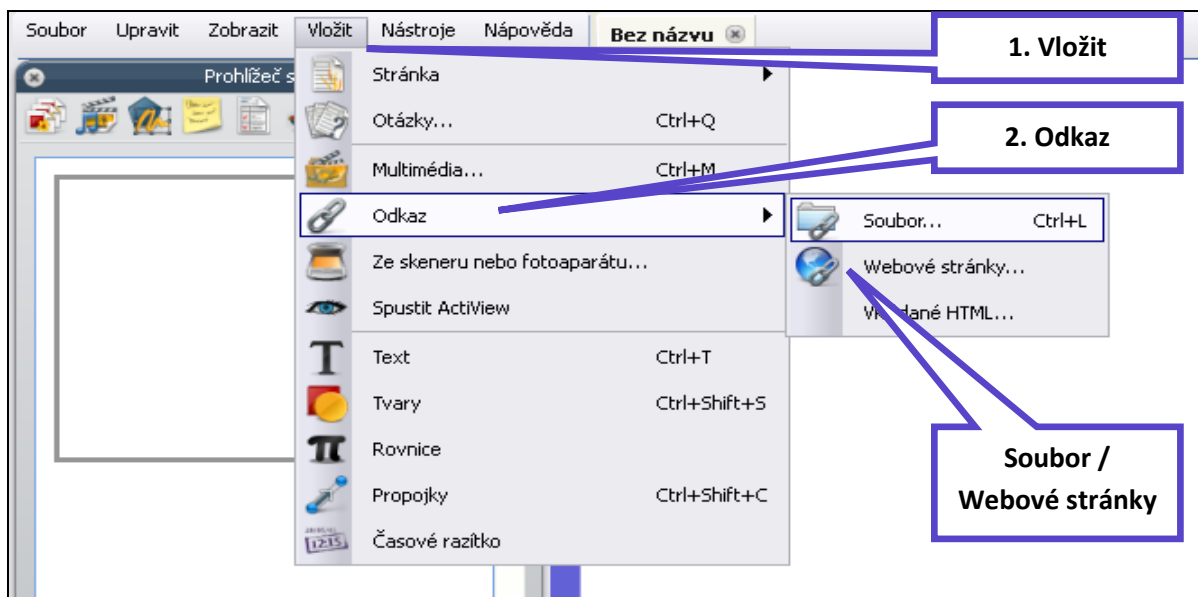 Soubor Upravit Zobrazit Vložit Nástroje Nápověda Bez názvu
1. Vložit
Prohlížeč s
Stránka
Otázky... Ctrl+Q
2. Odkaz
Multimédia... Ctrl+M
Odkaz
Soubor... Ctrl+L
Ze skeneru nebo fotoaparátu...
Webové stránky...
Spustit ActiView
HTML...
Text Ctrl+T
Tvary Ctrl+Shift+S
Rovnice
Soubor /
Webové stránky
Propojky Ctrl+Shift+C
12:15
Časové razítko